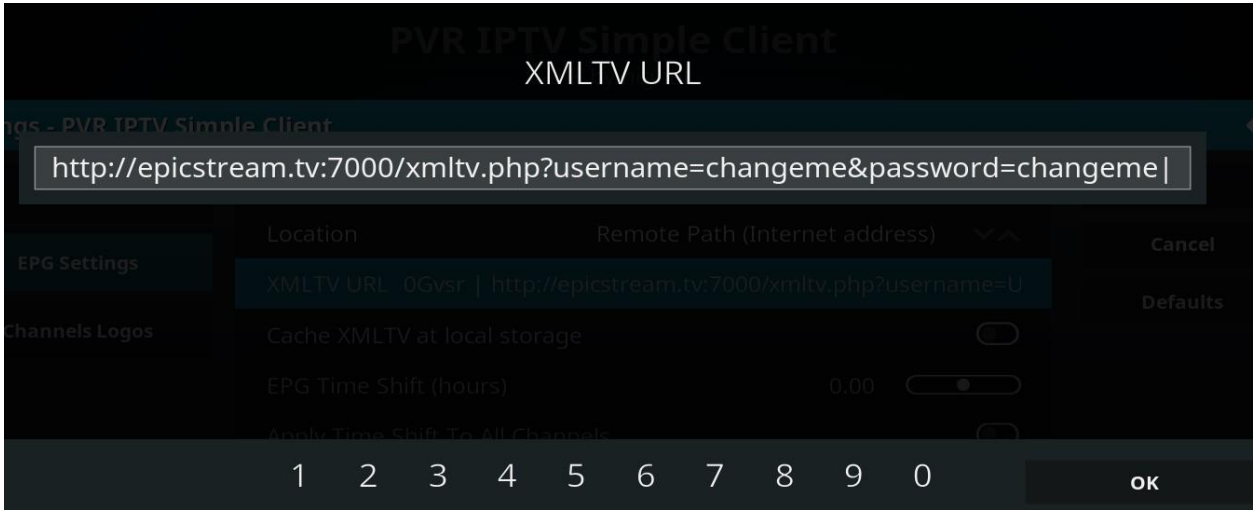 PVR IPTV Simple Client
XMLTV URL
ngs - PVR IPTV Simple Client
http://epicstream.tv:7000/xmltv.php?username=changeme&password=changeme|
Location Remote Path (Internet address) Cancel
EPG Settings
XMLTV URL 0Gvsr | http://epicstream.tv:7000/xmltv.php?username=U
Defaults
Channels Logos
Cache XMLTV at local storage
EPG Time Shift (hours) 0.00
Apply Time Shift To All Channels
1 2 3 4 5 6 7 8 9 0 OK